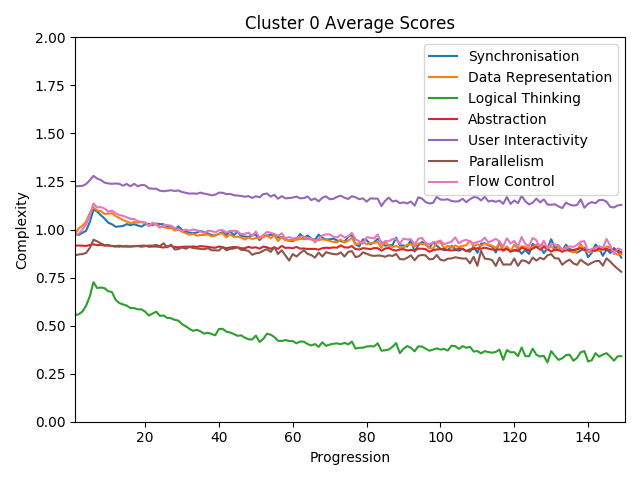 Cluster 0 Average Scores
2.00
1.75
1.50
1.25
1.00
0.75
0.50
0.25
0.00
Complexity
Synchronisation
Data Representation
Logical Thinking
Abstraction
User Interactivity
Parallelism
Flow Control
20 40 60 80 100 120 140
Progression